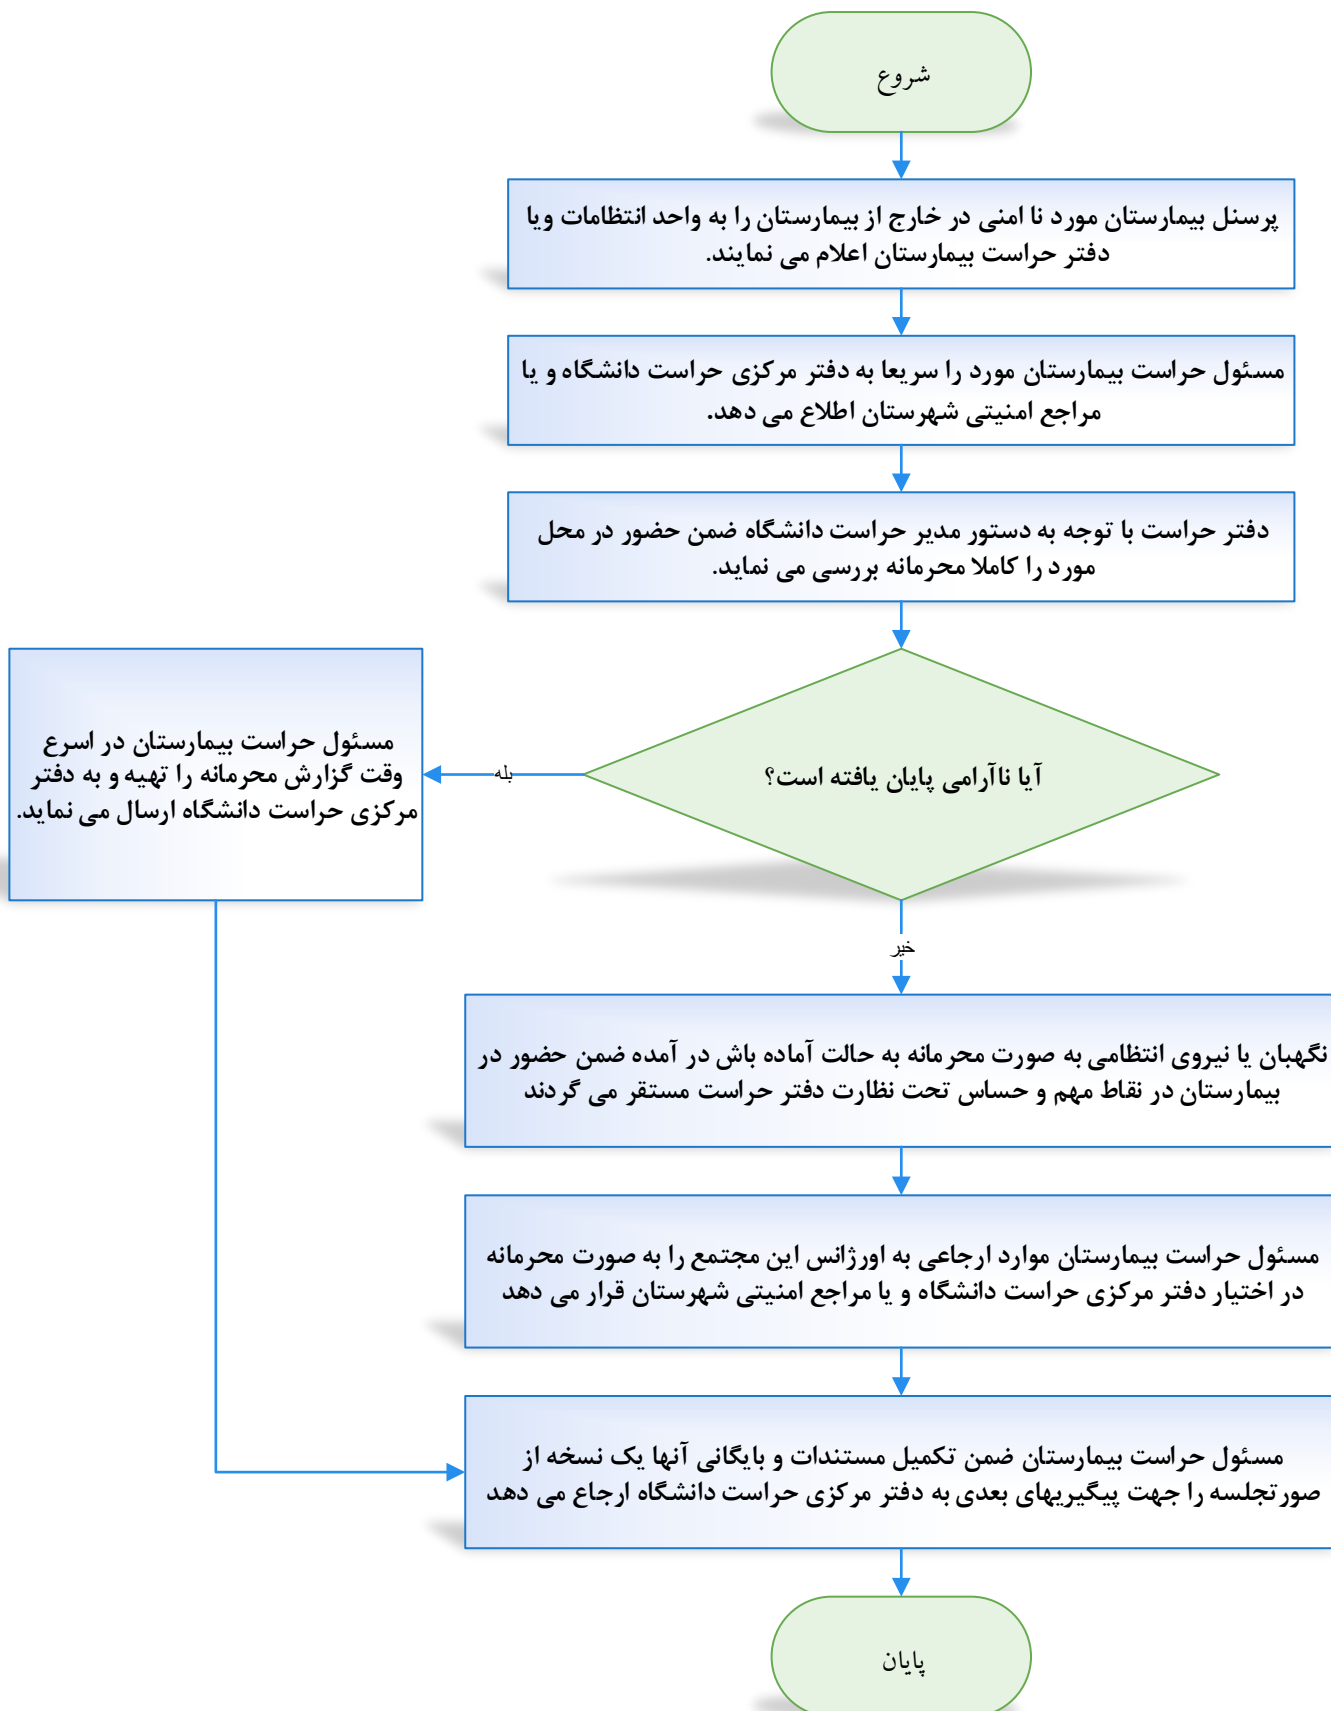 شروع
پرسنل بیمارستان مورد نا امنی در خارج از بیمارستان را به واحد انتظامات ویا
دفتر حراست بیمارستان اعلام می نمایند.
مسئول حراست بیمارستان مورد را سریعا به دفتر مرکزی حراست دانشگاه و یا
مراجع امنیتی شهرستان اطلاع می دهد.
دفتر حراست با توجه به دستور مدیر حراست دانشگاه ضمن حضور در محل
مورد را کاملا محرمانه بررسی می نماید.
آیا ناآرامی پایان یافته است؟
بله
مسئول حراست بیمارستان در اسرع
وقت گزارش محرمانه را تهیه و به دفتر
مرکزی حراست دانشگاه ارسال می نماید.
خیر
نگهبان یا نیروی انتظامی به صورت محرمانه به حالت آماده باش در آمده ضمن حضور در
بیمارستان در نقاط مهم و حساس تحت نظارت دفتر حراست مستقر می گردند
مسئول حراست بیمارستان موارد ارجاعی به اورژانس این مجتمع را به صورت محرمانه
در اختیار دفتر مرکزی حراست دانشگاه و یا مراجع امنیتی شهرستان قرار می دهد
مسئول حراست بیمارستان ضمن تکمیل مستندات و بایگانی آنها یک نسخه از
صورتجلسه را جهت پیگیریهای بعدی به دفتر مرکزی حراست دانشگاه ارجاع می دهد
پایان